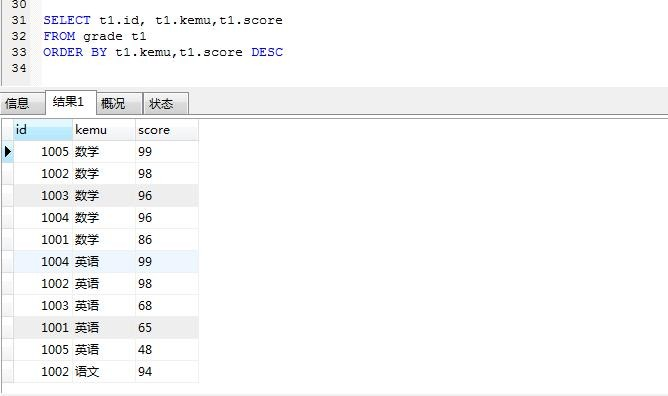 30
31 SELECT t1.id, t1.kemu,t1.score
32 FROM grade t1
33 ORDER BY t1.kemu,t1.score DESC
34
信息 结果1 概况 状态
id kemu score
1005 数学 99
1002 数学 98
1003 数学 96
1004 数学 96
1001 数学 86
1004 英语 99
1002 英语 98
1003 英语 68
1001 英语 65
1005 英语 48
1002 语文 94